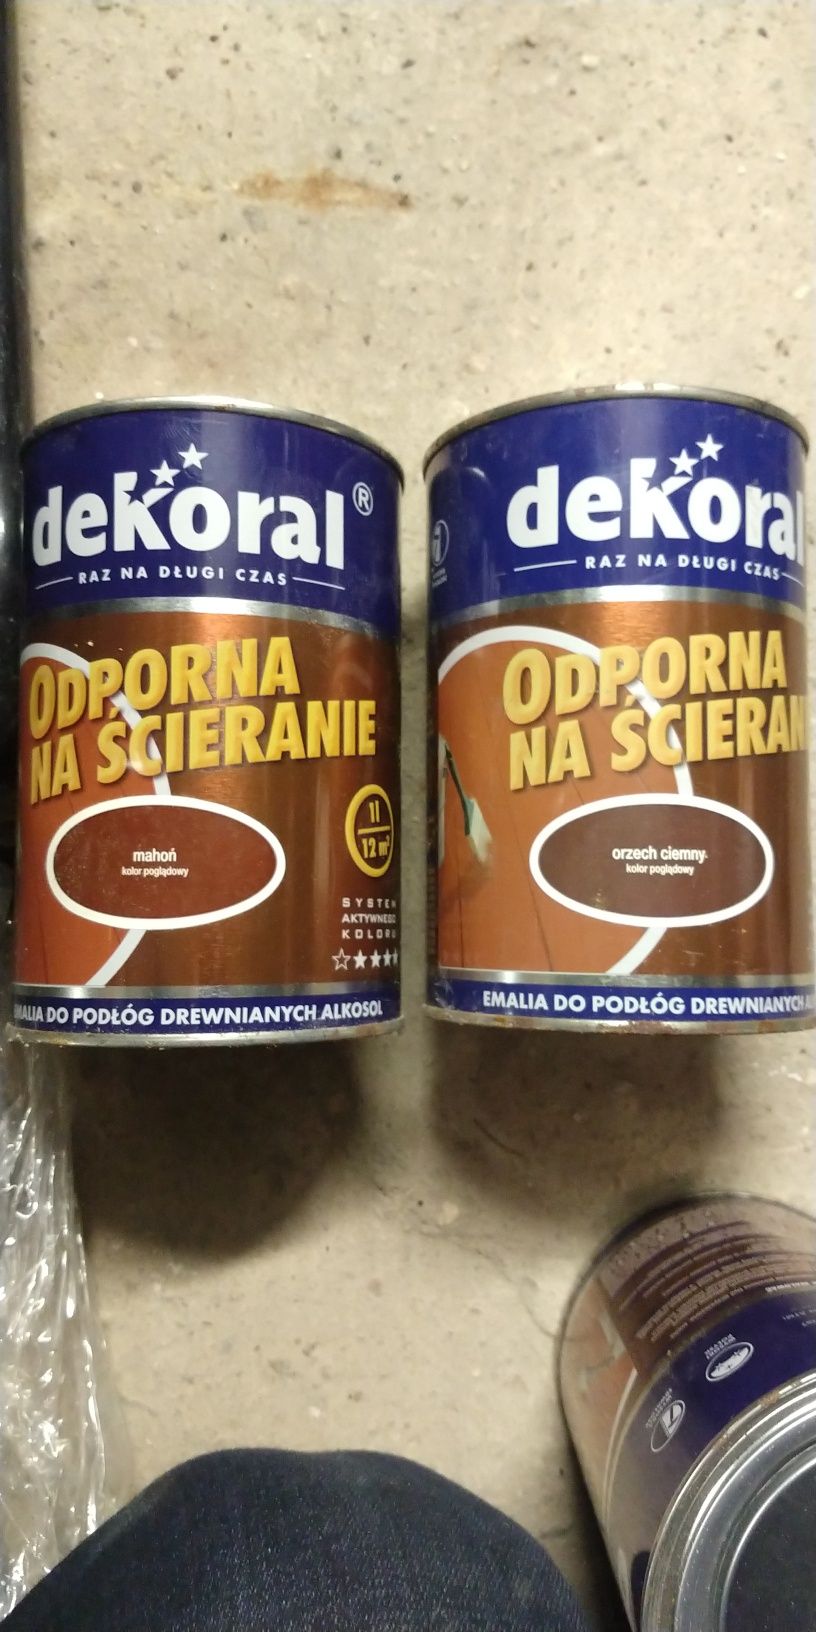 dekoral®
RAZ NA DŁUGI CZAS
ODPORNA
NA ŚCIERANIE
mahoń
kolor poglądowy
1l
12 m²
SYSTEM
AKTYWNEGO
KOLORU
EMALIA DO PODŁÓG DREWNIANYCH ALKOSOL
dekoral
RAZ NA DŁUGI CZAS
ODPORNA
NA ŚCIERAN
orzech ciemny
kolor poglądowy
EMALIA DO PODŁÓG DREWNIANYCH